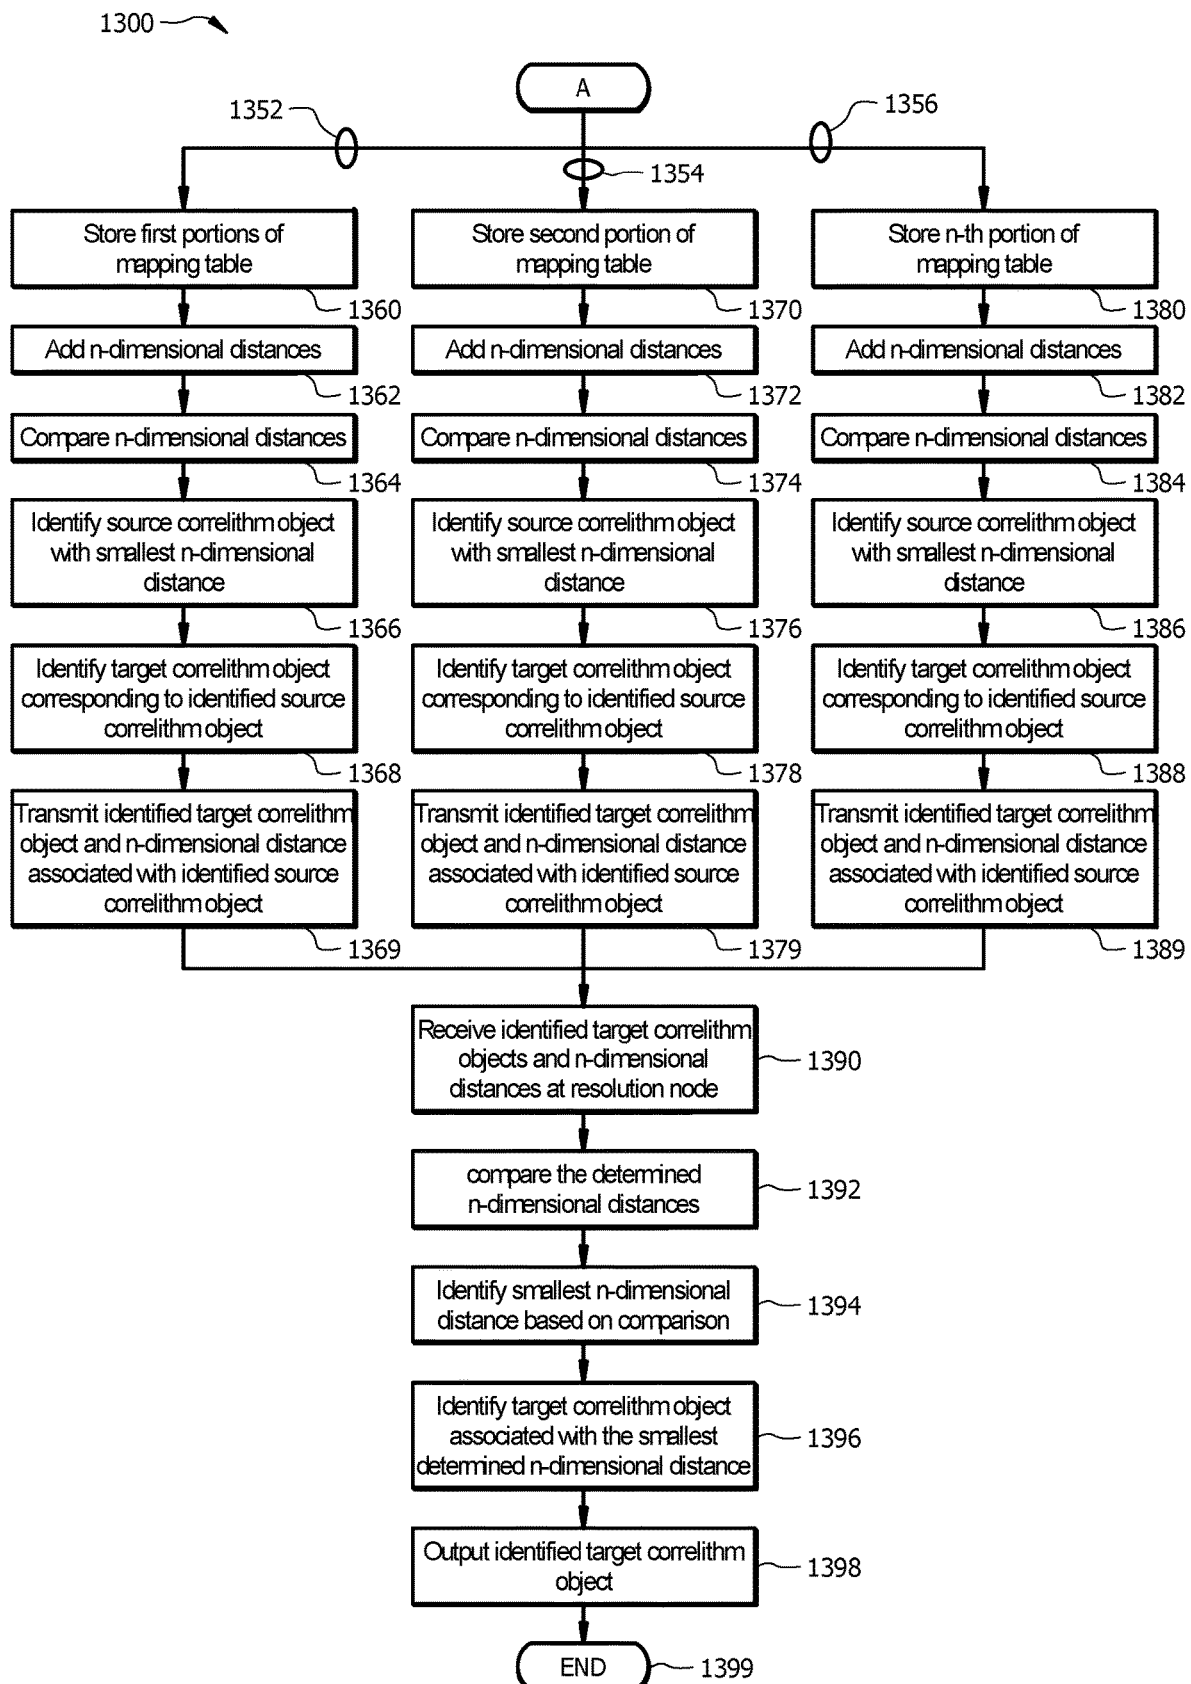 1300
A
1352
1356
1354
Store first portions of
mapping table
1360
Add n-dimensional distances
1362
Compare n-dimensional distances
1364
Identify source correlithm object
with smallest n-dimensional
distance
1366
Identify target correlithm object
corresponding to identified source
correlithm object
1368
Transmit identified target correlithm
object and n-dimensional distance
associated with identified source
correlithm object
1369
Store second portion of
mapping table
1370
Add n-dimensional distances
1372
Compare n-dimensional distances
1374
Identify source correlithm object
with smallest n-dimensional
distance
1376
Identify target correlithm object
corresponding to identified source
correlithm object
1378
Transmit identified target correlithm
object and n-dimensional distance
associated with identified source
correlithm object
1379
Store n-th portion of
mapping table
1380
Add n-dimensional distances
1382
Compare n-dimensional distances
1384
Identify source correlithm object
with smallest n-dimensional
distance
1386
Identify target correlithm object
corresponding to identified source
correlithm object
1388
Transmit identified target correlithm
object and n-dimensional distance
associated with identified source
correlithm object
1389
Receive identified target correlithm
objects and n-dimensional
distances at resolution node
1390
compare the determined
n-dimensional distances
1392
Identify smallest n-dimensional
distance based on comparison
1394
Identify target correlithm object
associated with the smallest
determined n-dimensional distance
1396
Output identified target correlithm
object
1398
END
1399